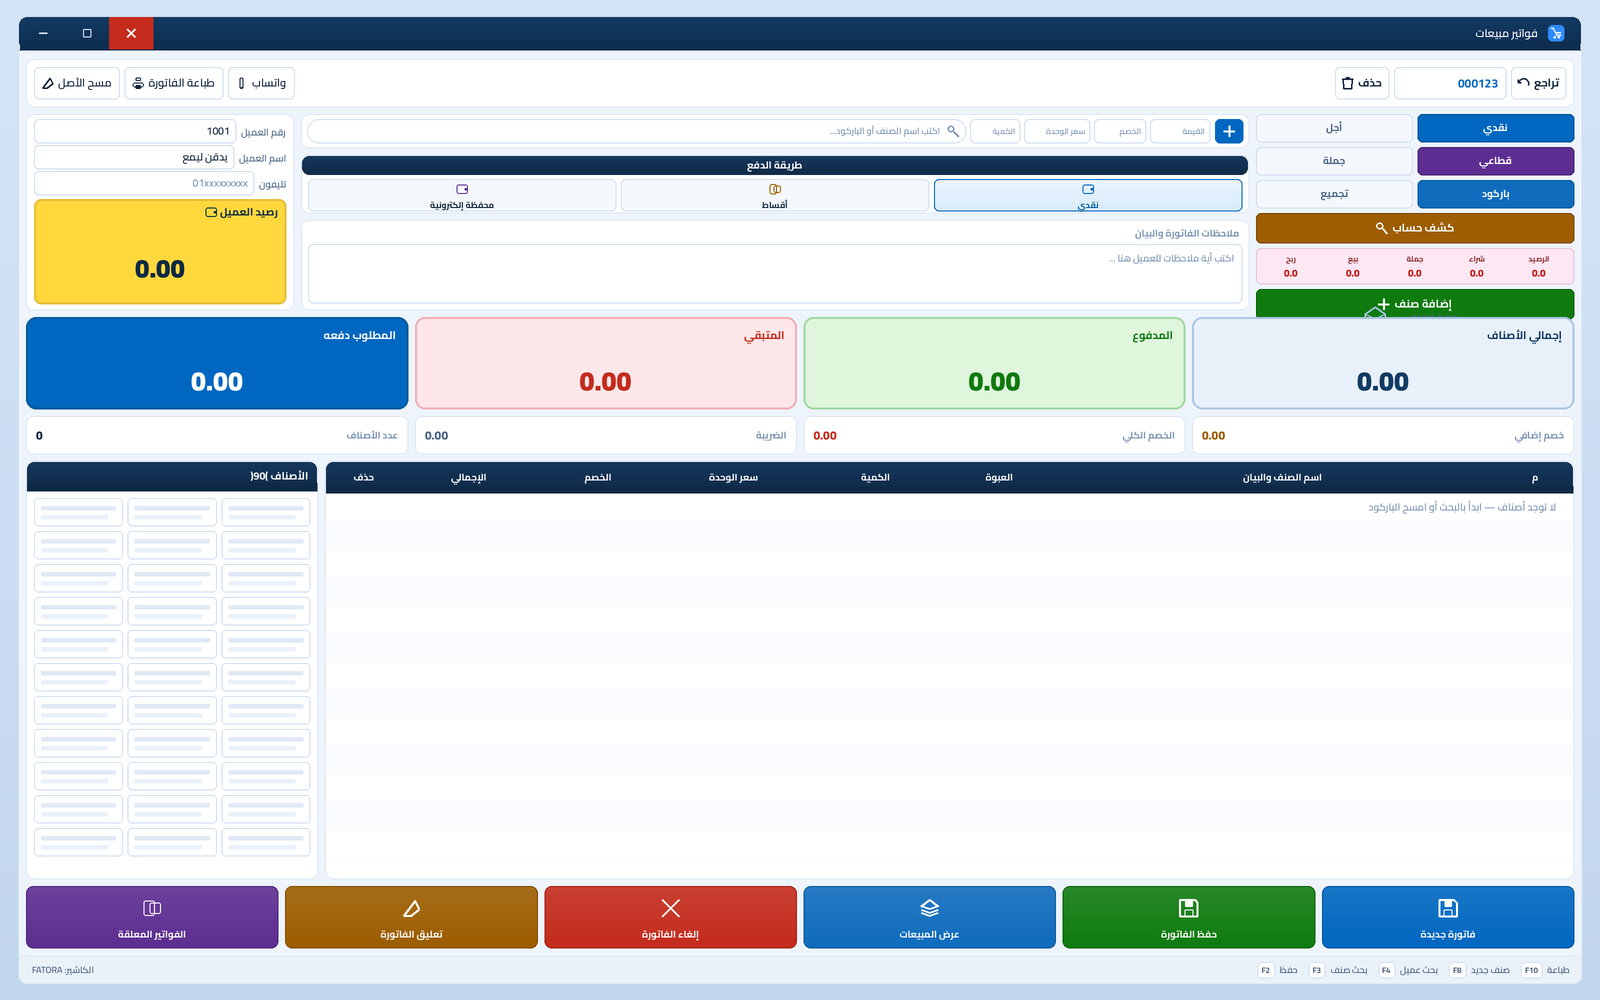 فواتير مبيعات
تراجع
000123
حذف
واتساب
طباعة الفاتورة
مسح الأصل
نقدي
أجل
قطاعي
جملة
باركود
تجميع
كشف حساب
الرصيد
شراء
جملة
بيع
ربح
0.0
0.0
0.0
0.0
0.0
إضافة صنف
القيمة
الخصم
سعر الوحدة
الكمية
اكتب اسم الصنف أو الباركود...
طريقة الدفع
نقدي
أقساط
محفظة إلكترونية
ملاحظات الفاتورة والبيان
اكتب أية ملاحظات للعميل هنا ...
رقم العميل
1001
اسم العميل
يدقن ليمع
تليفون
01xxxxxxxxx
رصيد العميل
0.00
إجمالي الأصناف
0.00
المدفوع
0.00
المتبقي
0.00
المطلوب دفعه
0.00
خصم إضافي
0.00
الخصم الكلي
0.00
الضريبة
0.00
عدد الأصناف
0
م
اسم الصنف والبيان
العبوة
الكمية
سعر الوحدة
الخصم
الإجمالي
حذف
لا توجد أصناف — ابدأ بالبحث أو امسح الباركود
الأصناف )90(
فاتورة جديدة
حفظ الفاتورة
عرض المبيعات
إلغاء الفاتورة
تعليق الفاتورة
الفواتير المعلقة
طباعة F10
صنف جديد F8
بحث عميل F4
بحث صنف F3
حفظ F2
الكاشير: FATORA